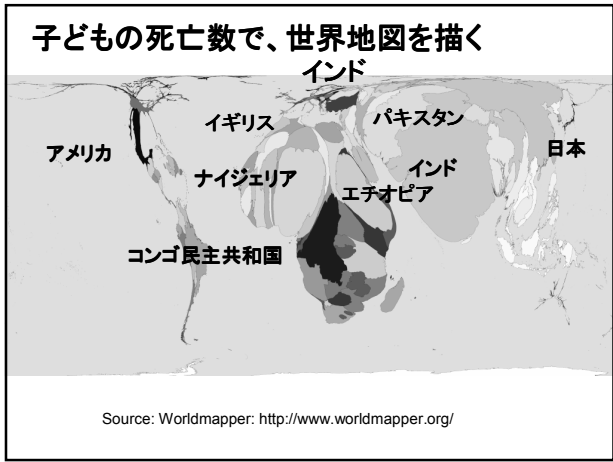 子どもの死亡数で、世界地図を描く
インド
イギリス
パキスタン
アメリカ
日本
ナイジェリア
インド
エチオピア
コンゴ民主共和国
Source: Worldmapper: http://www.worldmapper.org/